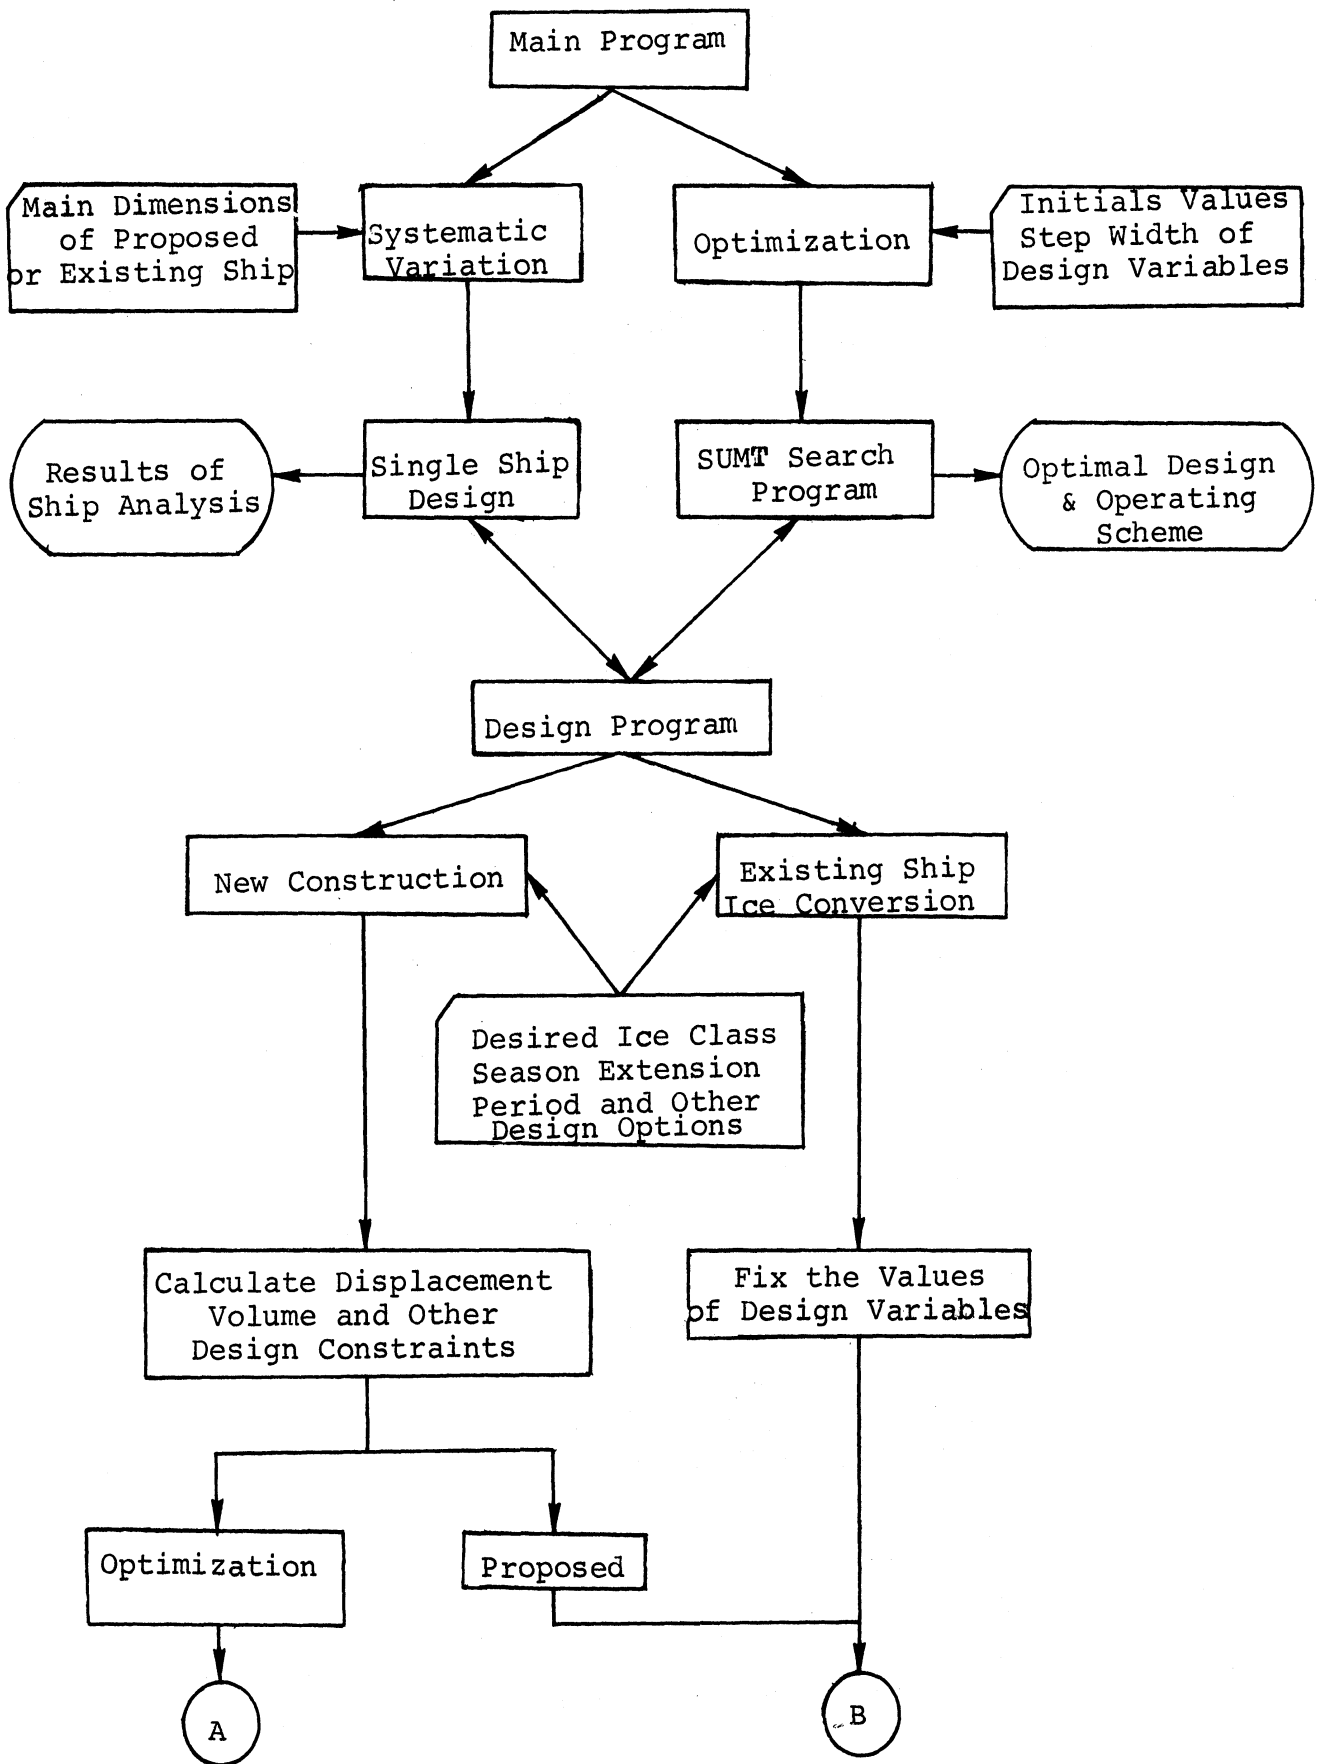 Main Program
Main Dimensions
of Proposed
or Existing Ship
Systematic
Variation
Optimization
Initials Values
Step Width of
Design Variables
Results of
Ship Analysis
Single Ship
Design
SUMT Search
Program
Optimal Design
& Operating
Scheme
Design Program
New Construction
Existing Ship
Ice Conversion
Desired Ice Class
Season Extension
Period and Other
Design Options
Calculate Displacement
Volume and Other
Design Constraints
Fix the Values
of Design Variables
Optimization
Proposed
A
B